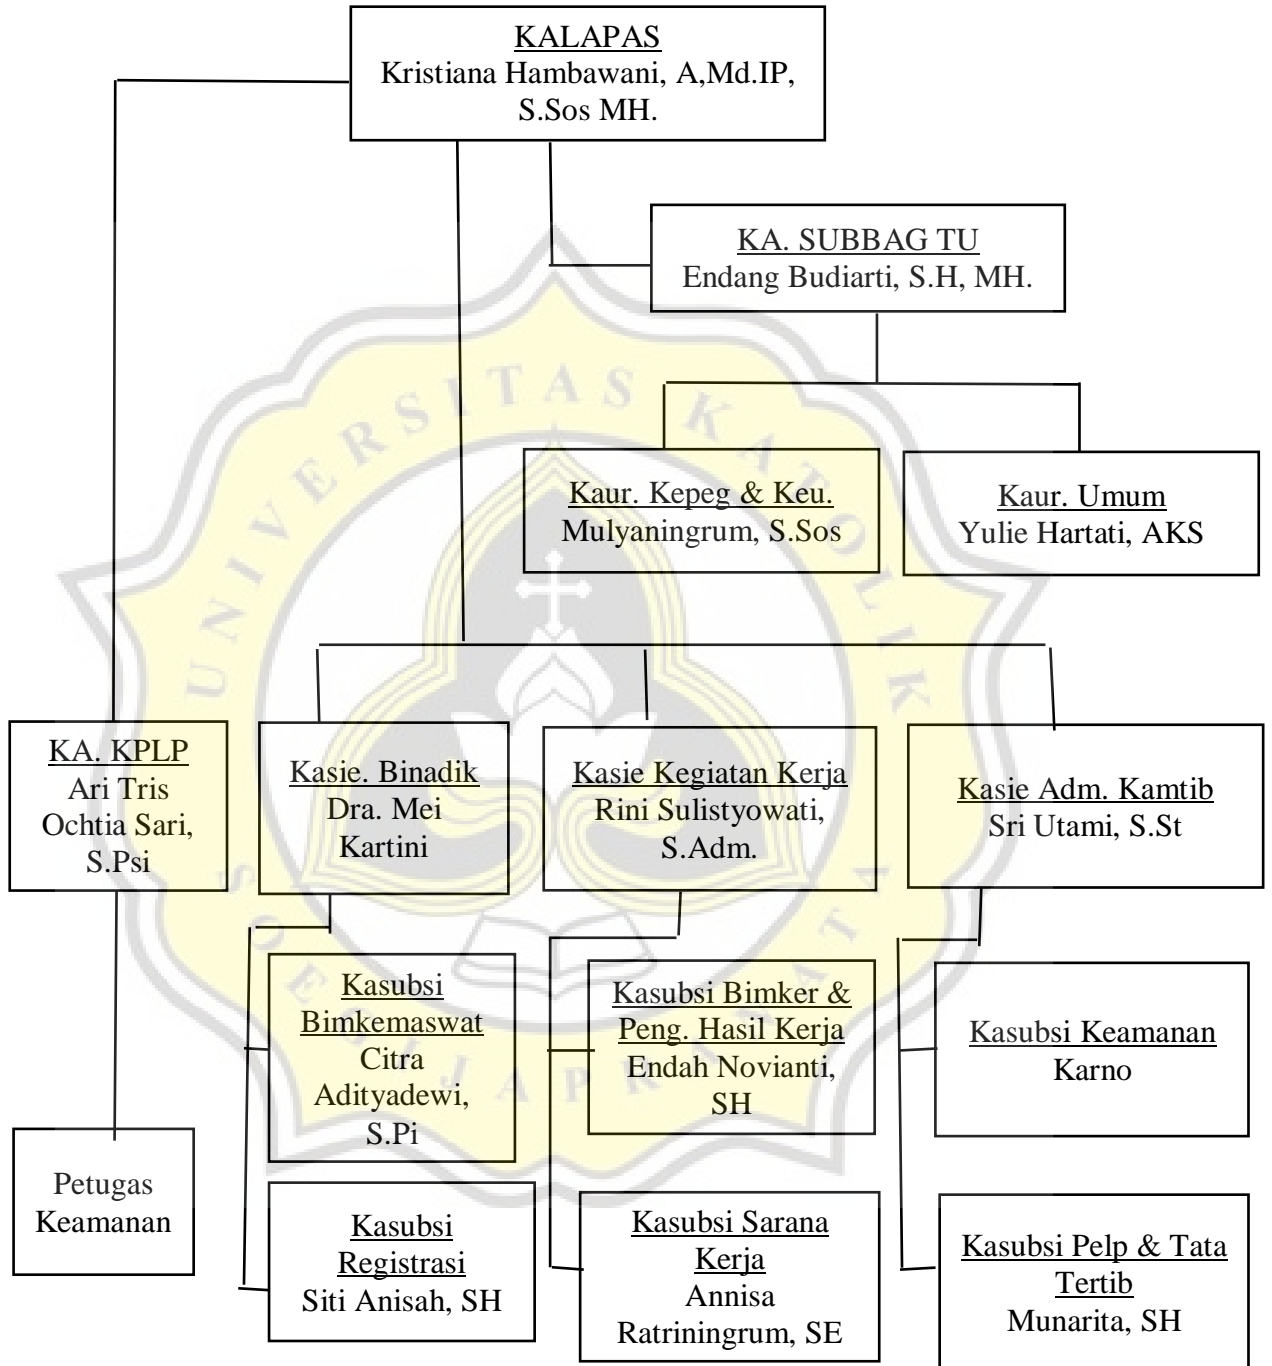 KALAPAS
Kristiana Hambawani, A,Md.IP,
S.Sos MH.
KA. SUBBAG TU
Endang Budiarti, S.H, MH.
Kaur. Kepeg & Keu.
Mulyaningrum, S.Sos
Kaur. Umum
Yulie Hartati, AKS
KA. KPLP
Ari Tris
Ochtia Sari,
S.Psi
Kasie. Binadik
Dra. Mei
Kartini
Kasie Kegiatan Kerja
Rini Sulistyowati,
S.Adm.
Kasie Adm. Kamtib
Sri Utami, S.St
Kasubsi
Bimkemaswat
Citra
Adityadewi,
S.Pi
Kasubsi Bimker &
Peng. Hasil Kerja
Endah Novianti,
SH
Kasubsi Keamanan
Karno
Petugas
Keamanan
Kasubsi
Registrasi
Siti Anisah, SH
Kasubsi Sarana
Kerja
Annisa
Ratriningrum, SE
Kasubsi Pelp & Tata
Tertib
Munarita, SH
UNIVERSITAS KATOLIK
SOEGIJAPRANATA